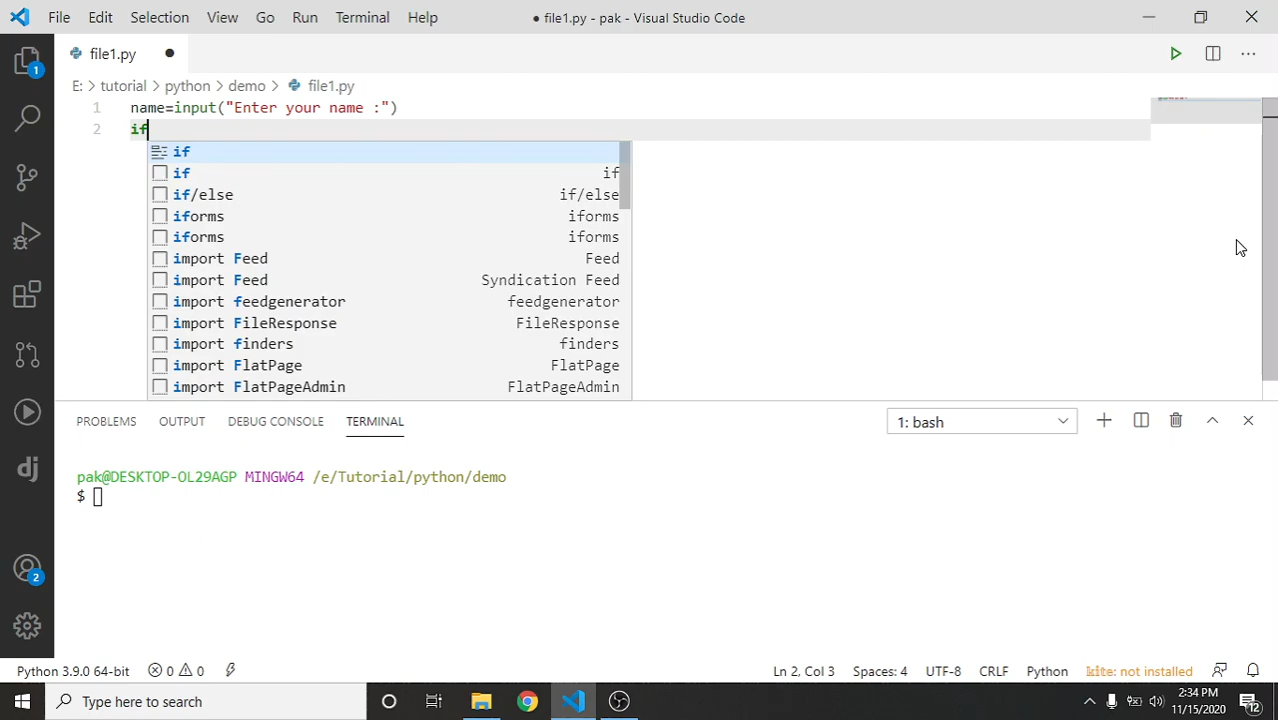 File Edit Selection View Go Run Terminal Help ● file1.py - pak - Visual Studio Code
1
file1.py ●
E: > tutorial > python > demo > file1.py
1 name=input("Enter your name :")
2 if
if
if if
if/else if/else
iforms iforms
iforms iforms
import Feed Feed
import Feed Syndication Feed
import feedgenerator feedgenerator
import FileResponse FileResponse
import finders finders
import FlatPage FlatPage
import FlatPageAdmin FlatPageAdmin
PROBLEMS OUTPUT DEBUG CONSOLE TERMINAL 1: bash
dj
pak@DESKTOP-OL29AGP MINGW64 /e/Tutorial/python/demo
$
2
Python 3.9.0 64-bit 0 0 Ln 2, Col 3 Spaces: 4 UTF-8 CRLF Python kite: not installed
Type here to search
2:34 PM
11/15/2020
12